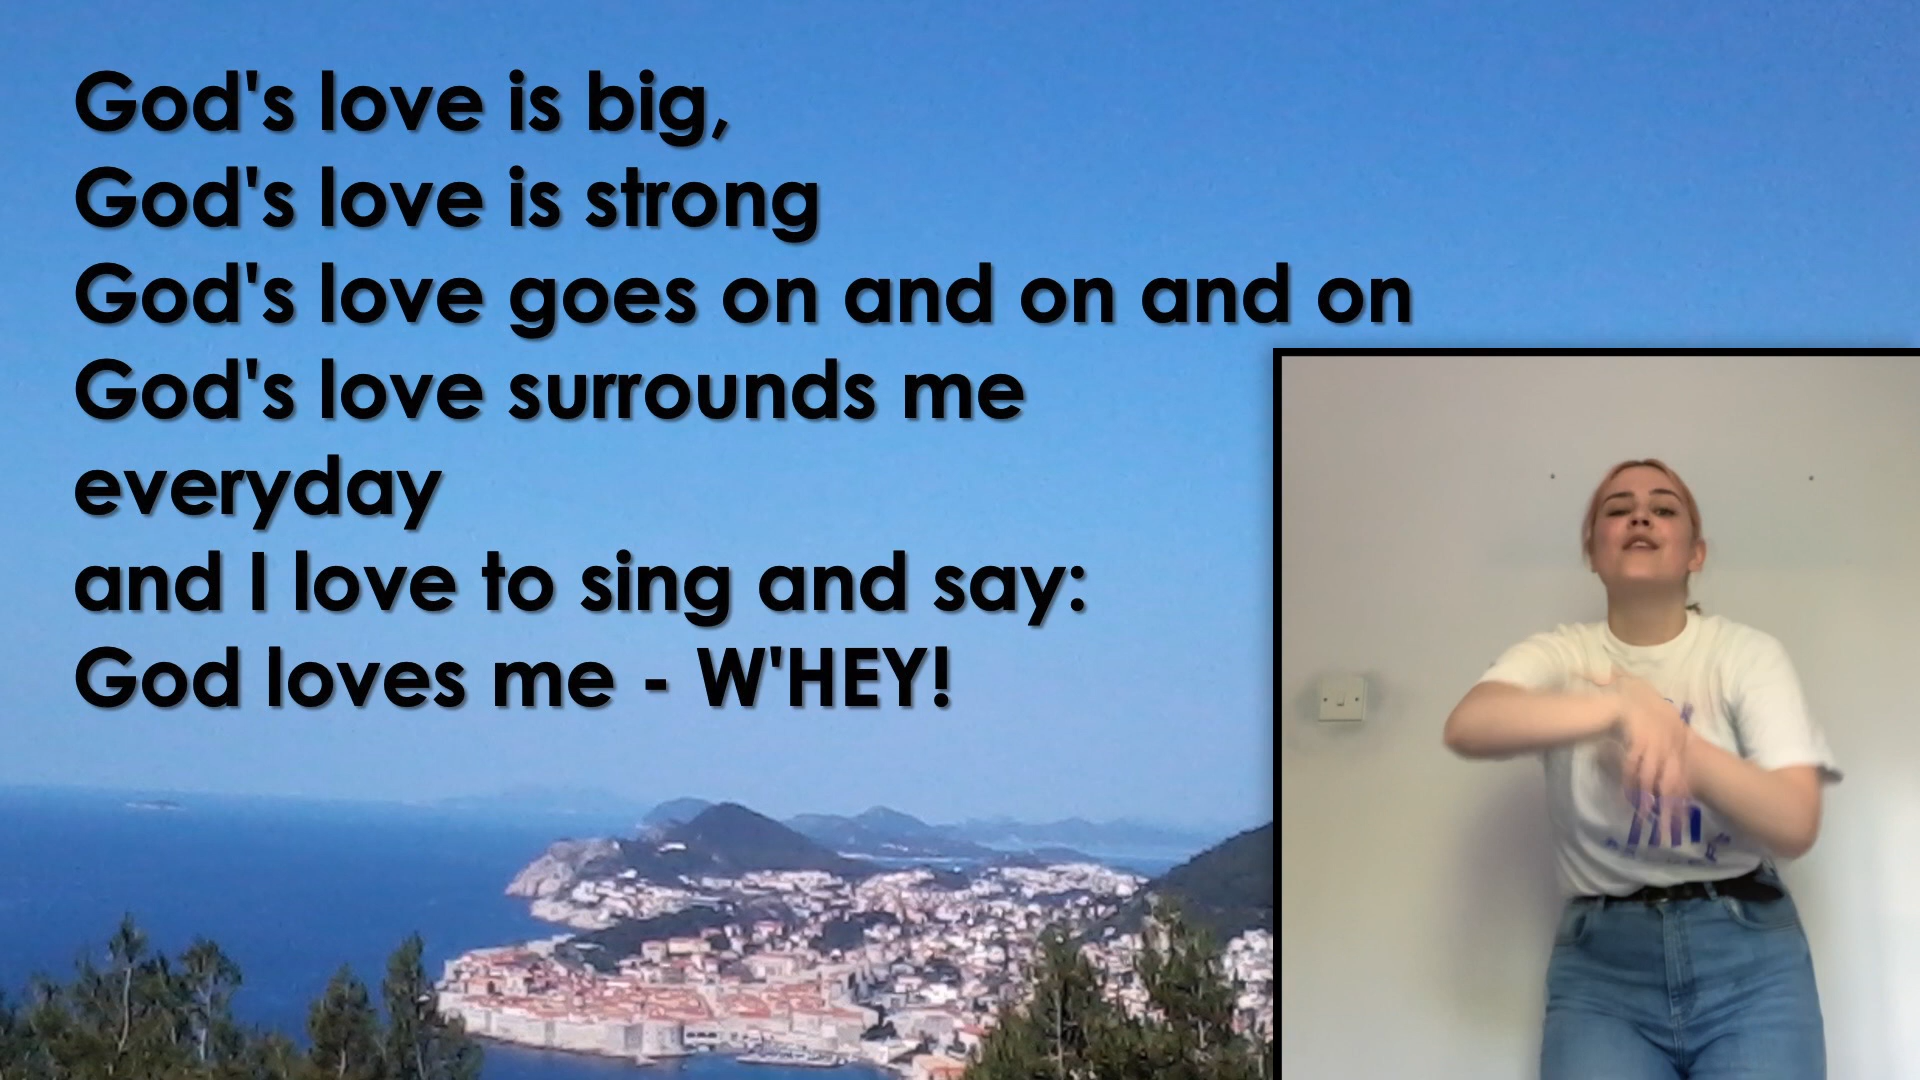 God's love is big,
God's love is strong
God's love goes on and on and on
God's love surrounds me
everyday
and I love to sing and say:
God loves me - W'HEY!